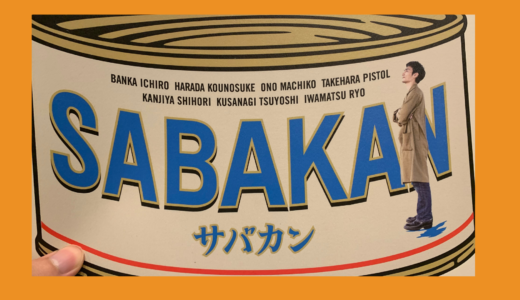 BANKA ICHIRO HARADA KOUNOSUKE ONO MACHIKO TAKEHARA PISTOL
KANJIYA SHIHORI KUSANAGI TSUYOSHI IWAMATSU RYO
SABAKAN
サバカン